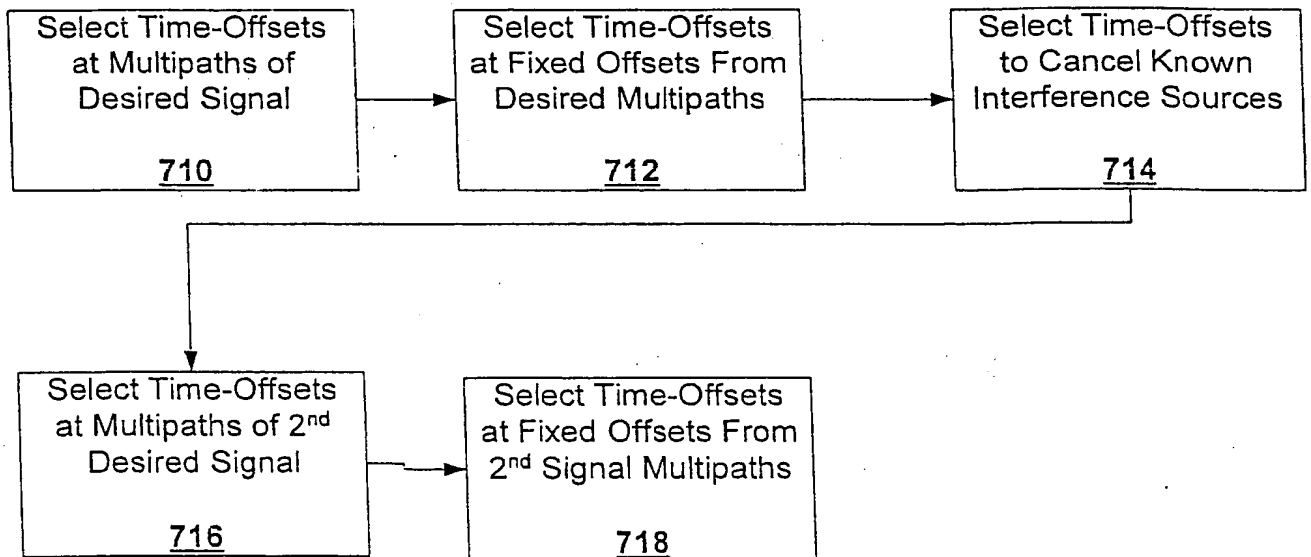 Select Time-Offsets
at Multipaths of
Desired Signal
710
Select Time-Offsets
at Fixed Offsets From
Desired Multipaths
712
Select Time-Offsets
to Cancel Known
Interference Sources
714
Select Time-Offsets
at Multipaths of 2nd
Desired Signal
716
Select Time-Offsets
at Fixed Offsets From
2nd Signal Multipaths
718